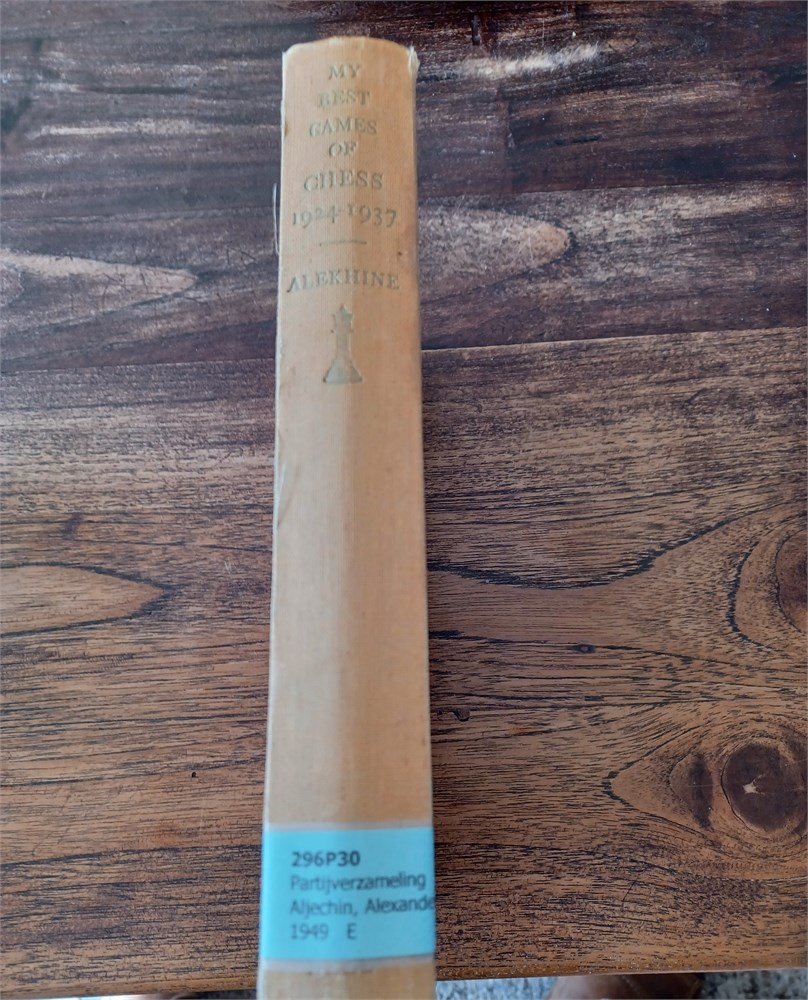 MY
BEST
GAMES
OF
CHESS
1924-1937
ALEKHINE
296P30
Partijverzameling
Aljechin, Alexande
1949 E